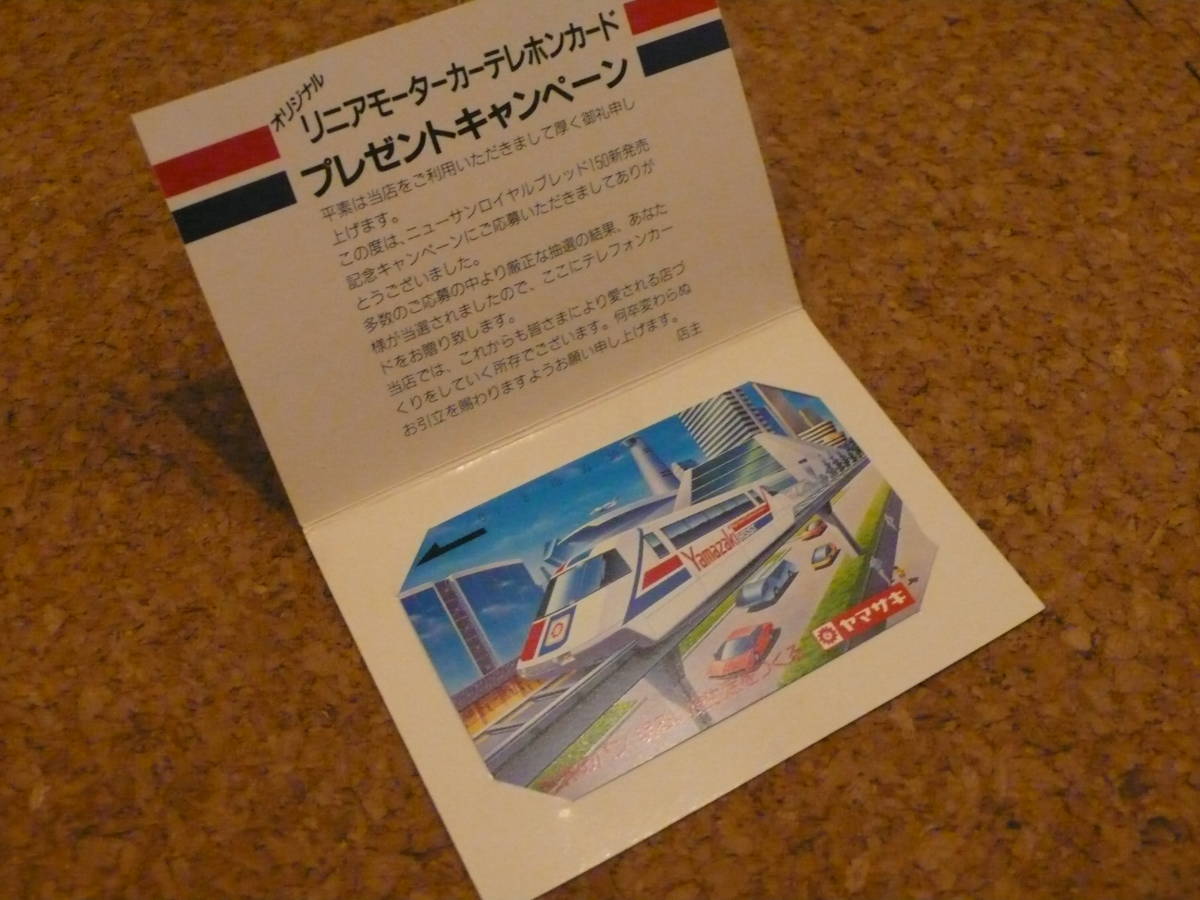 オリジナル
リニアモーターカーテレホンカード
プレゼントキャンペーン
平素は当店をご利用いただきまして厚く御礼申し
上げます。
この度は、ニューサンロイヤルブレッド150新発売
記念キャンペーンにご応募いただきましてありが
とうございました。
多数のご応募の中より厳正な抽選の結果、あなた
様が当選されましたので、ここにテレフォンカー
ドをお贈り致します。
当店では、これからも皆さまにより愛される店づ
くりをしていく所存でございます。何卒変わらぬ
お引立を賜わりますようお願い申し上げます。
店主
Yamazaki
ヤマザキ